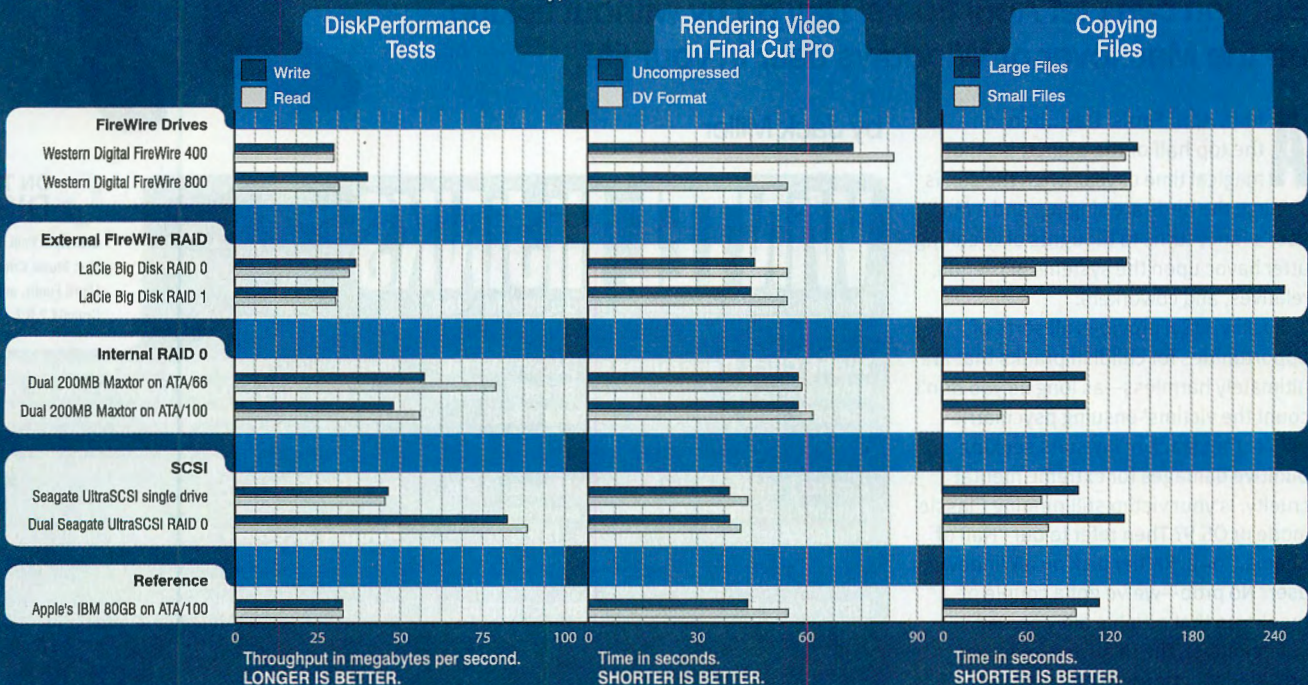 DiskPerformance
Tests
Write
Read
Rendering Video
in Final Cut Pro
Uncompressed
DV Format
Copying
Files
Large Files
Small Files
FireWire Drives
Western Digital FireWire 400
Western Digital FireWire 800
External FireWire RAID
LaCie Big Disk RAID 0
LaCie Big Disk RAID 1
Internal RAID 0
Dual 200MB Maxtor on ATA/66
Dual 200MB Maxtor on ATA/100
SCSI
Seagate UltraSCSI single drive
Dual Seagate UltraSCSI RAID 0
Reference
Apple's IBM 80GB on ATA/100
0 25 50 75 100
Throughput in megabytes per second.
LONGER IS BETTER.
0 30 60 90
Time in seconds.
SHORTER IS BETTER.
0 60 120 180 240
Time in seconds.
SHORTER IS BETTER.